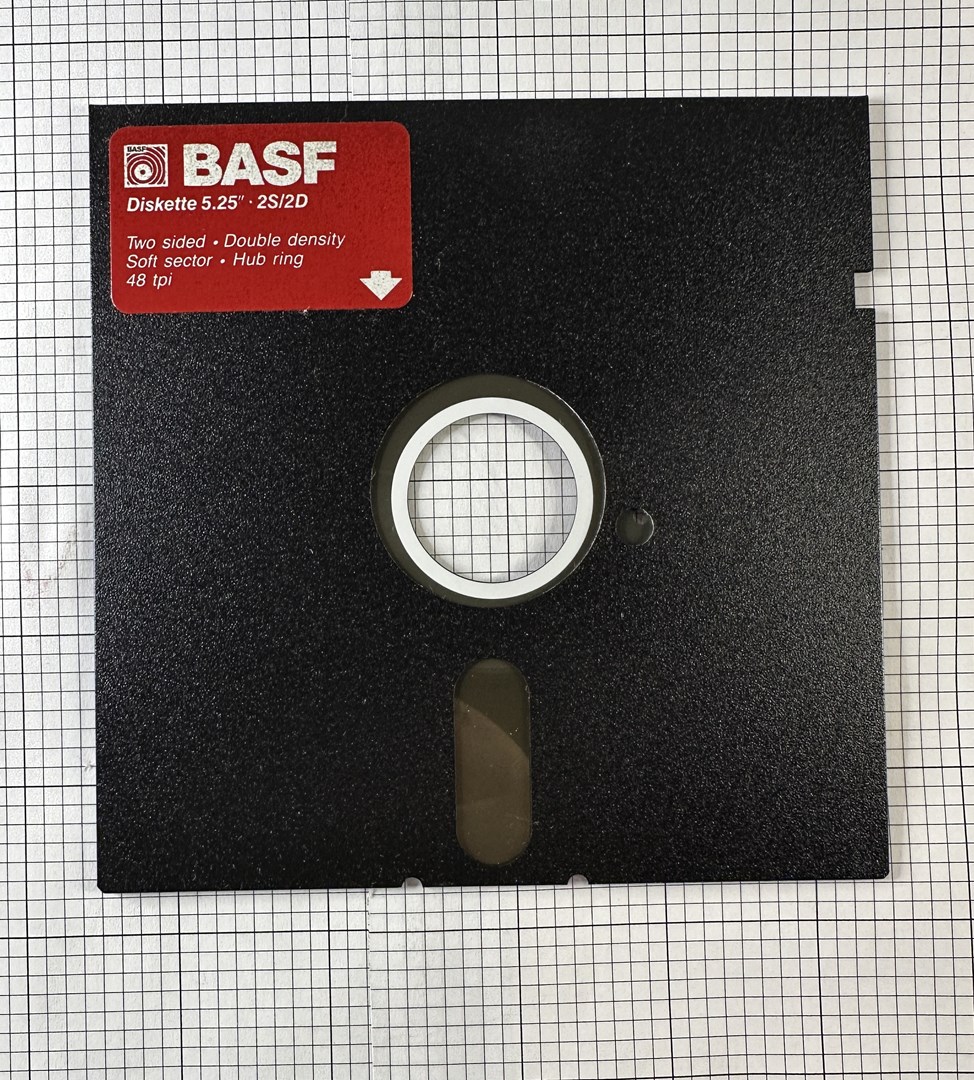 BASF
BASF
Diskette 5.25" · 2S/2D
Two sided • Double density
Soft sector • Hub ring
48 tpi